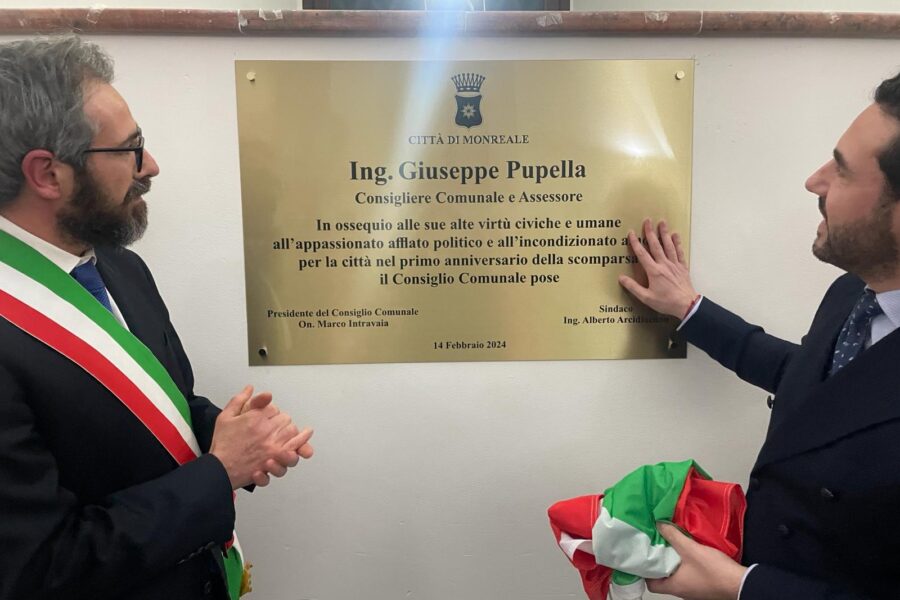 CITTÀ DI MONREALE
Ing. Giuseppe Pupella
Consigliere Comunale e Assessore
In ossequio alle sue alte virtù civiche e umane
all'appassionato afflato politico e all'incondizionato
per la città nel primo anniversario della scomparsa
il Consiglio Comunale pose
Presidente del Consiglio Comunale
On. Marco Intravaia
Sindaco
Ing. Alberto
14 Febbraio 2024